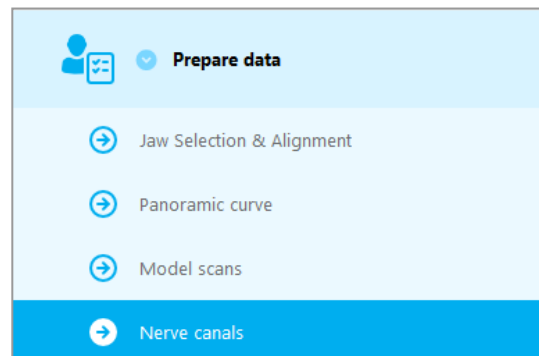 Prepare data
Jaw Selection & Alignment
Panoramic curve
Model scans
Nerve canals